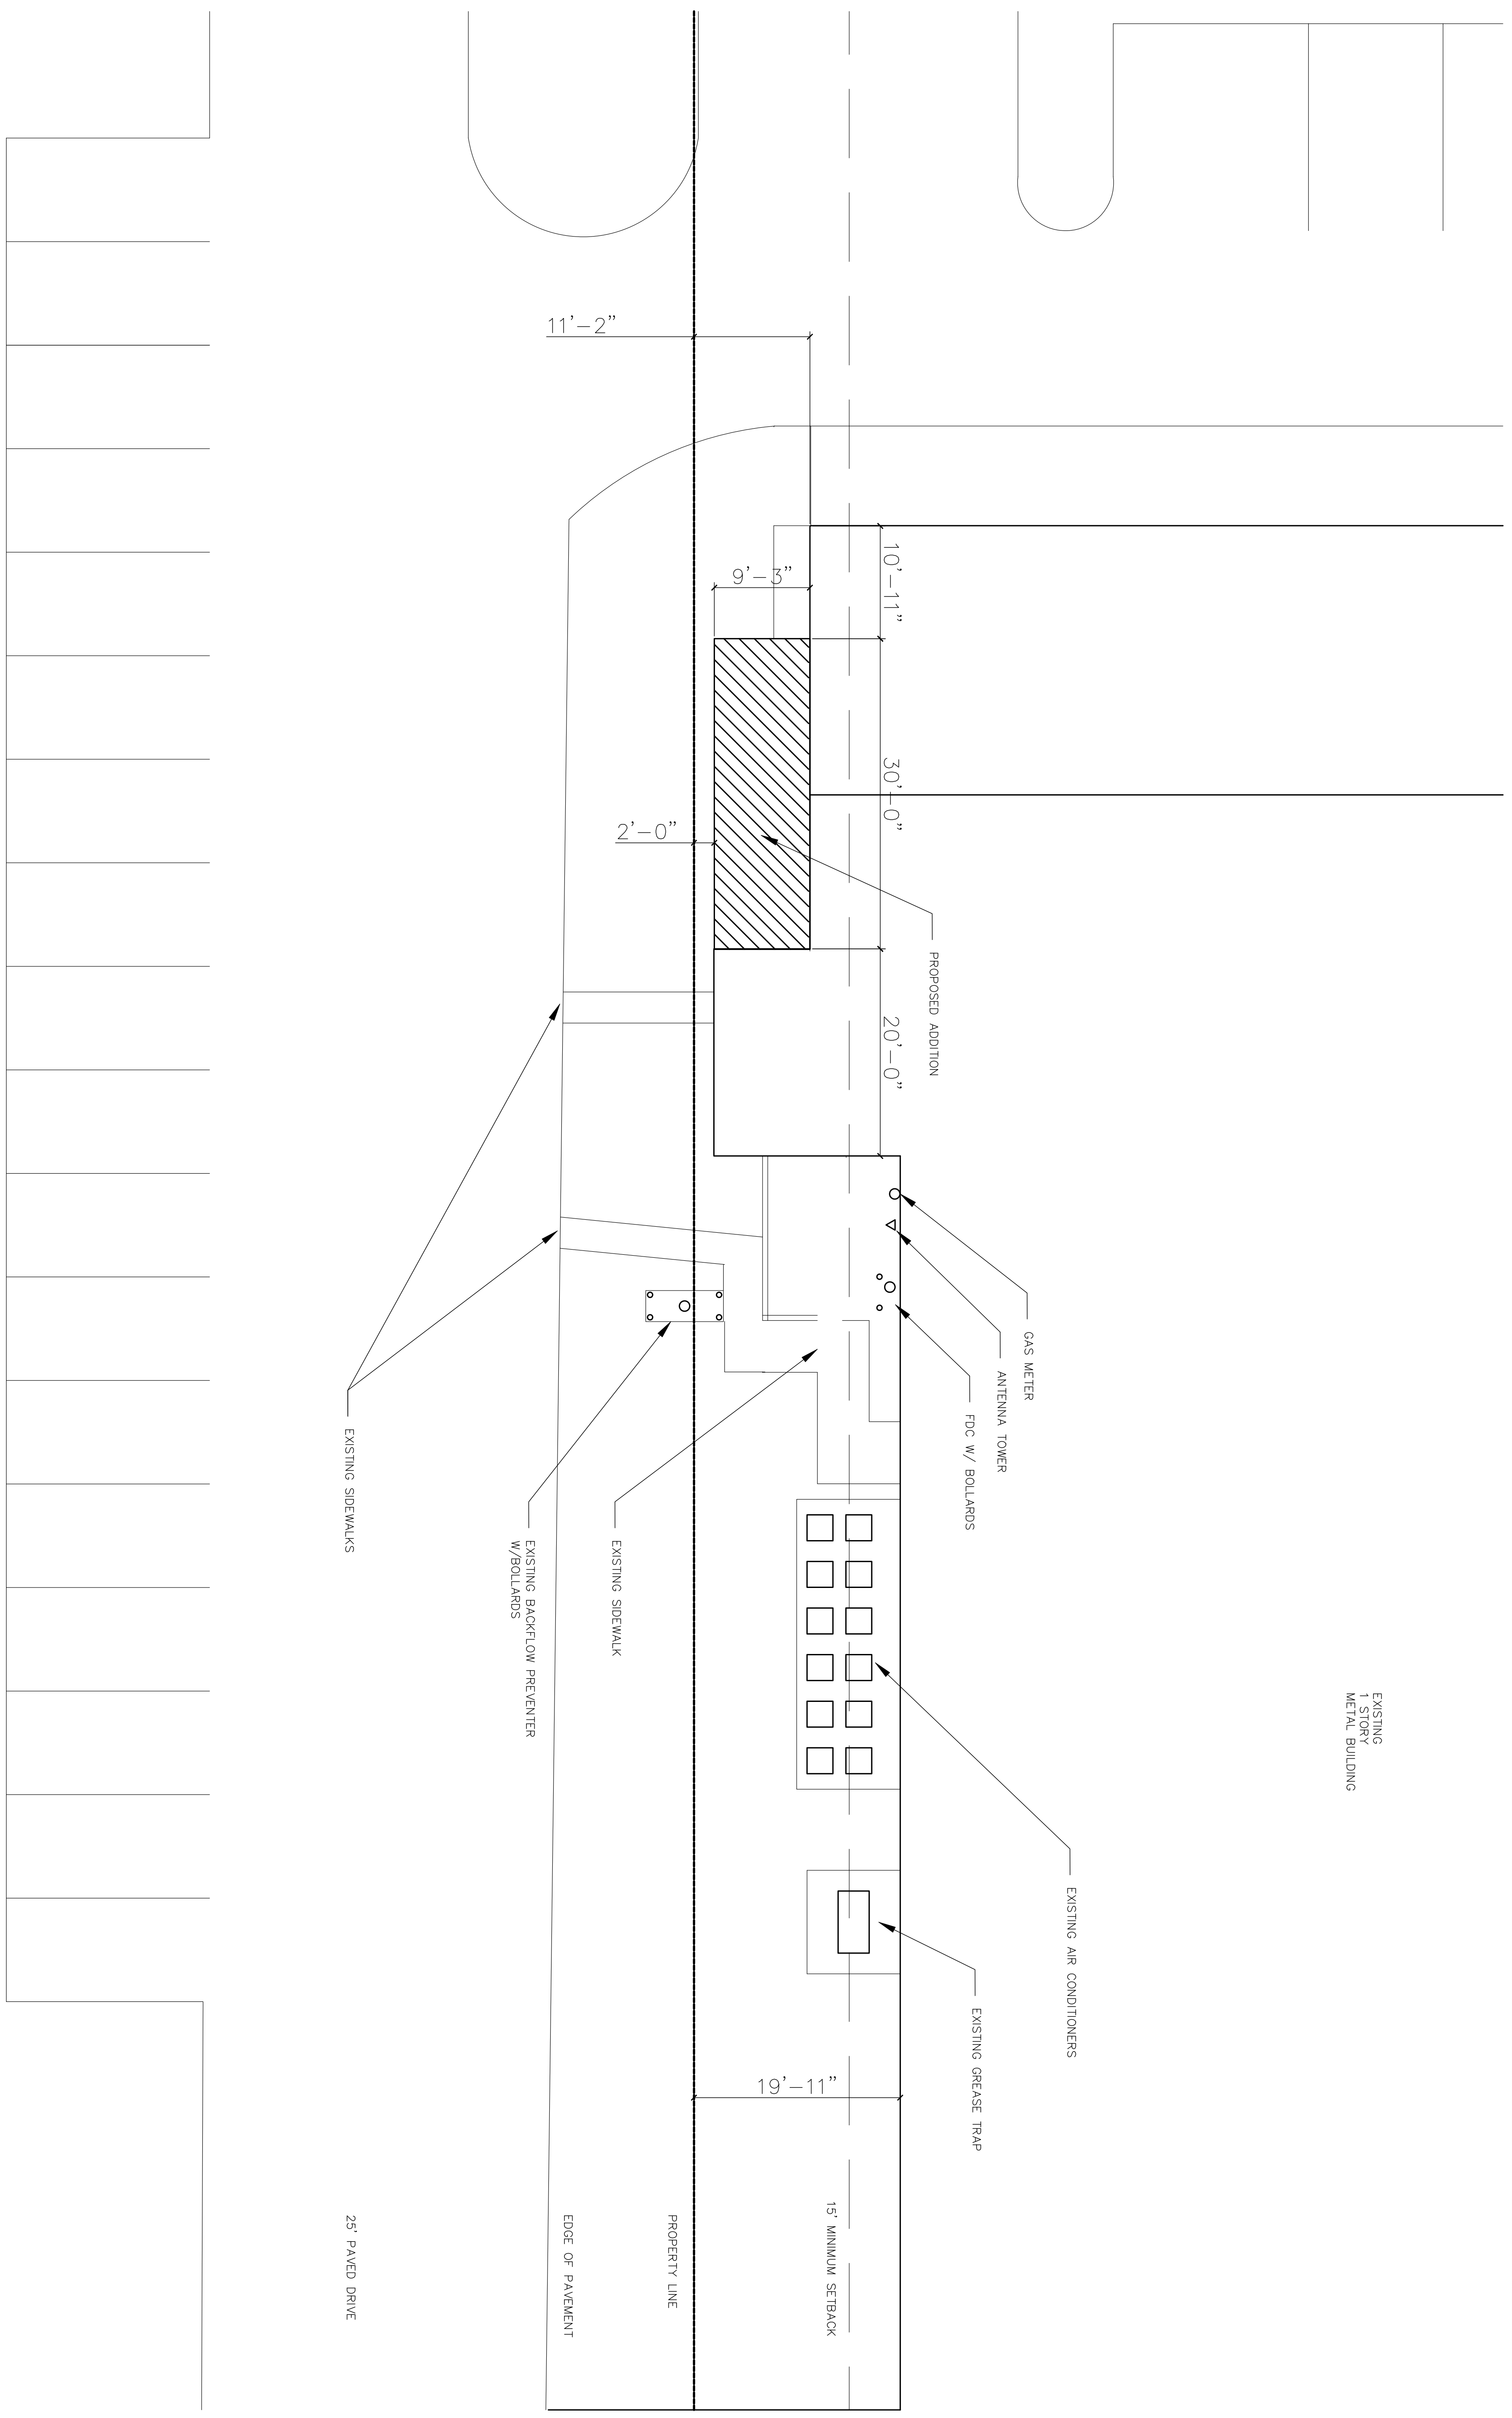 EXISTING
1 STORY
METAL BUILDING
GAS METER
ANTENNA TOWER
FDC W/ BOLLARDS
EXISTING AIR CONDITIONERS
EXISTING GREASE TRAP
PROPOSED ADDITION
10'-11"
30'-0"
20'-0"
11'-2"
9'-3"
2'-0"
19'-11"
15' MINIMUM SETBACK
PROPERTY LINE
EXISTING SIDEWALK
EXISTING BACKFLOW PREVENTER
W/BOLLARDS
EDGE OF PAVEMENT
EXISTING SIDEWALKS
25' PAVED DRIVE